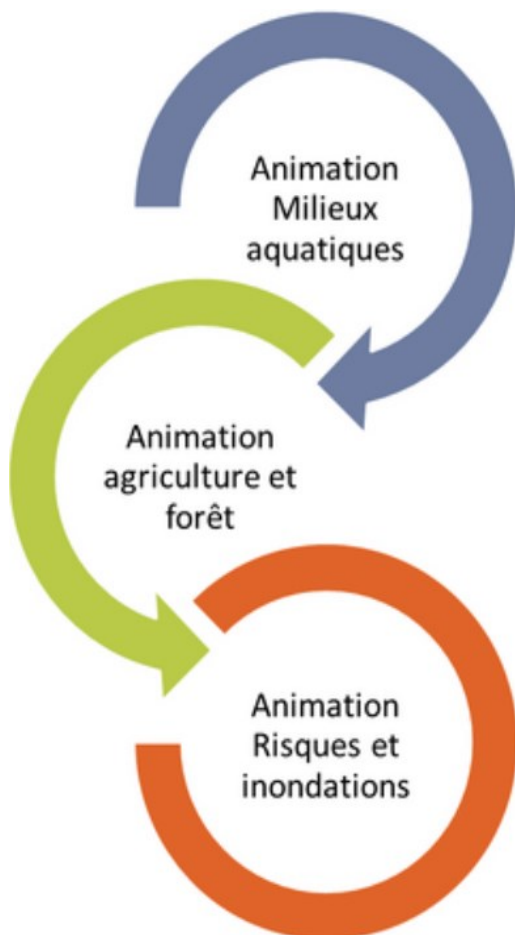 Animation
Milieux
aquatiques
Animation
agriculture et
forêt
Animation
Risques et
inondations